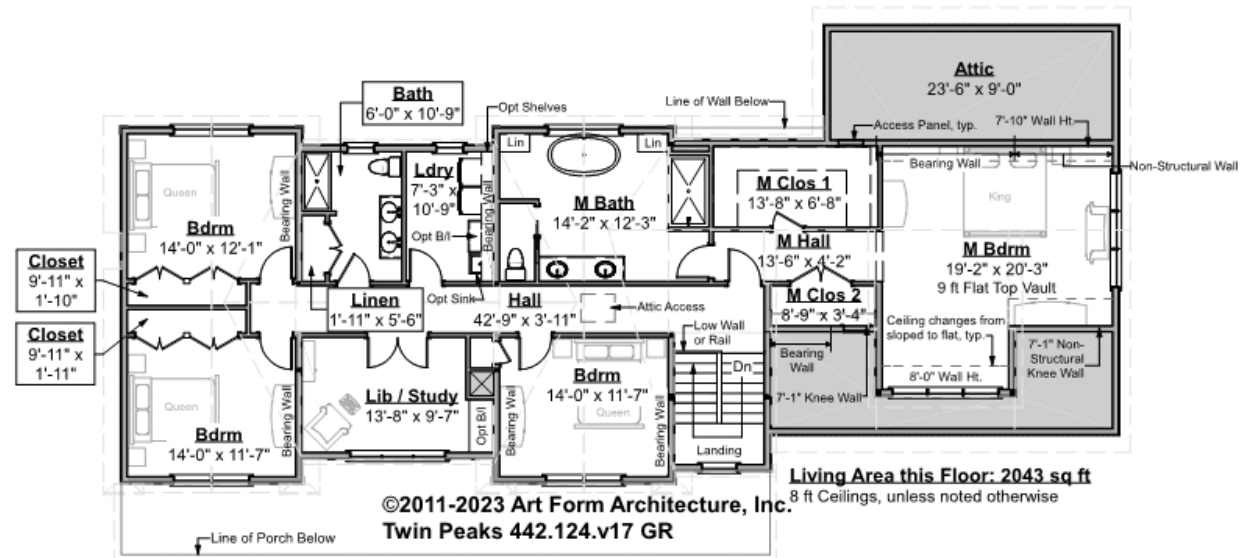 Attic
23'-6" x 9'-0"
Bath
6'-0" x 10'-9"
Opt Shelves
Line of Wall Below
Access Panel, typ.
7'-10" Wall Ht.
Lin
Lin
Bearing Wall
Non-Structural Wall
Queen
Bearing Wall
Ldry
7'-3" x
10'-9"
Bearing Wall
M Clos 1
13'-8" x 6'-8"
King
M Bath
14'-2" x 12'-3"
Bdrm
14'-0" x 12'-1"
Opt B/I
M Hall
13'-6" x 4'-2"
M Bdrm
19'-2" x 20'-3"
9 ft Flat Top Vault
Closet
9'-11" x
1'-10"
Linen
1'-11" x 5'-6"
Opt Sink
Hall
42'-9" x 3'-11"
Attic Access
M Clos 2
8'-9" x 3'-4"
Closet
9'-11" x
1'-11"
Low Wall
or Rail
Ceiling changes from
sloped to flat, typ.
Bearing
Wall
7'-1" Non-
Structural
Knee Wall
Dn
8'-0" Wall Ht.
7'-1" Knee Wall
Queen
Bearing Wall
Lib / Study
13'-8" x 9'-7"
Opt B/I
Bearing Wall
Bdrm
14'-0" x 11'-7"
Queen
Bearing Wall
Bdrm
14'-0" x 11'-7"
Landing
Living Area this Floor: 2043 sq ft
8 ft Ceilings, unless noted otherwise
©2011-2023 Art Form Architecture, Inc.
Twin Peaks 442.124.v17 GR
Line of Porch Below